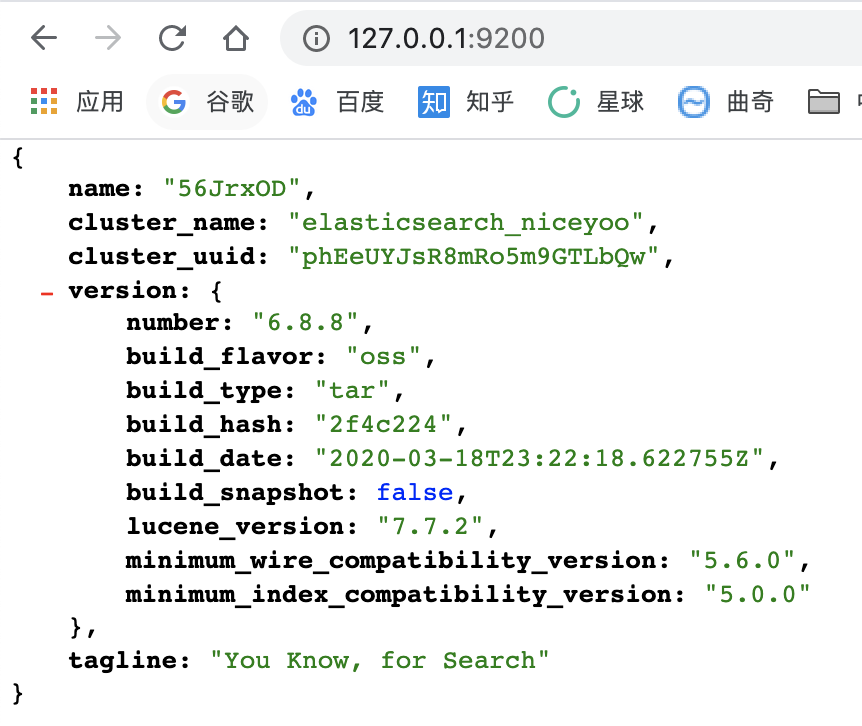 127.0.0.1:9200
应用 谷歌 百度 知乎 星球 曲奇
{
name: "56JrxOD",
cluster_name: "elasticsearch_niceyoo",
cluster_uuid: "phEeUYJsR8mRo5m9GTLbQw",
- version: {
number: "6.8.8",
build_flavor: "oss",
build_type: "tar",
build_hash: "2f4c224",
build_date: "2020-03-18T23:22:18.622755Z",
build_snapshot: false,
lucene_version: "7.7.2",
minimum_wire_compatibility_version: "5.6.0",
minimum_index_compatibility_version: "5.0.0"
},
tagline: "You Know, for Search"
}